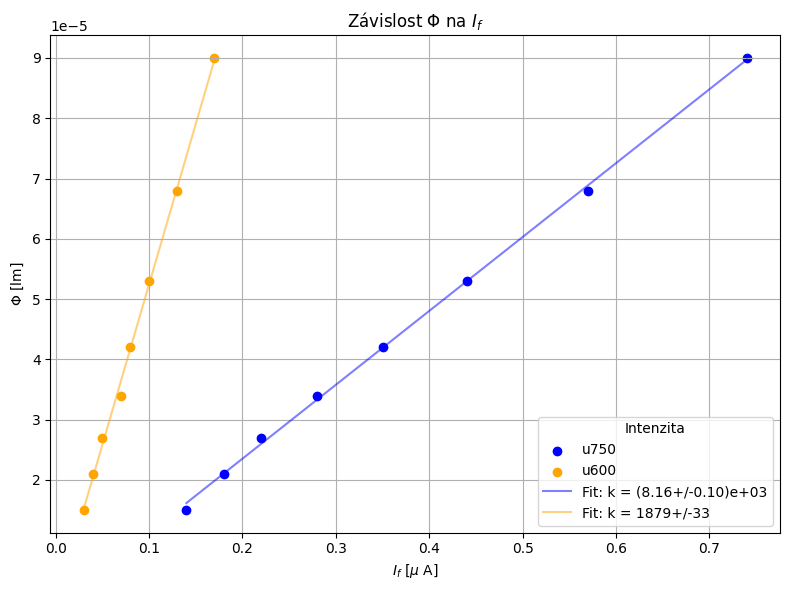 Závislost Φ na I_f
1e−5
9
8
7
6
5
4
3
2
Φ [lm]
0.0 0.1 0.2 0.3 0.4 0.5 0.6 0.7
I_f [μ A]
Intenzita
u750
u600
Fit: k = (8.16+/-0.10)e+03
Fit: k = 1879+/-33